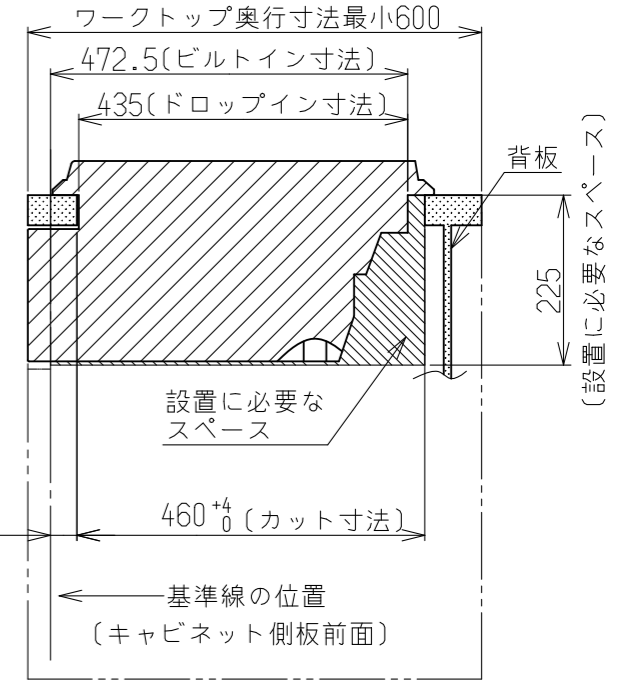 ワークトップ奥行寸法最小600
472.5(ビルトイン寸法)
435(ドロップイン寸法)
背板
225
(設置に必要なスペース)
設置に必要な
スペース
460 +4 0 (カット寸法)
基準線の位置
(キャビネット側板前面)